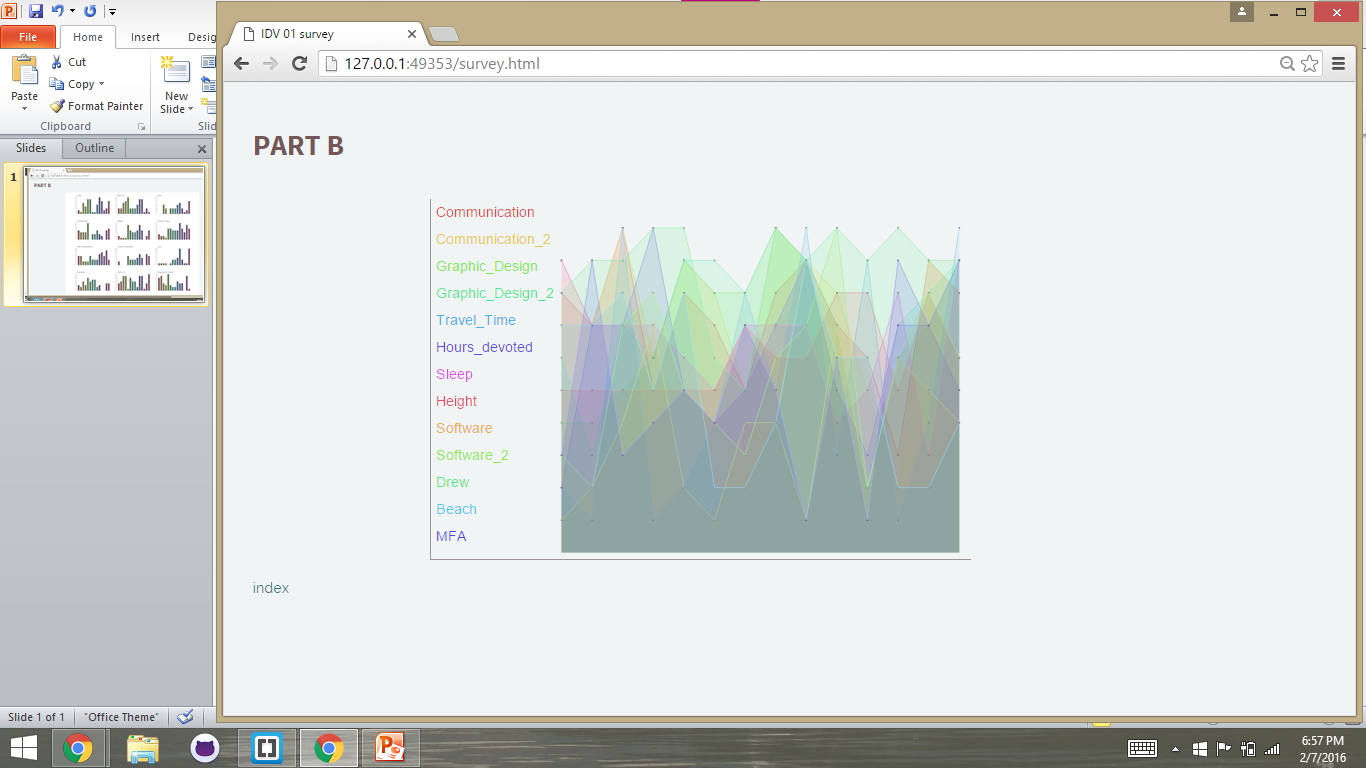 IDV 01 survey
File
Home
Insert
Desig
127.0.0.1:49353/survey.html
Paste
Cut
Copy
Format Painter
New
Slide
Clipboard
Slid
Slides
Outline
1
PART B
PART B
Communication
Communication_2
Graphic_Design
Graphic_Design_2
Travel_Time
Hours_devoted
Sleep
Height
Software
Software_2
Drew
Beach
MFA
index
Slide 1 of 1
"Office Theme"
6:57 PM
2/7/2016